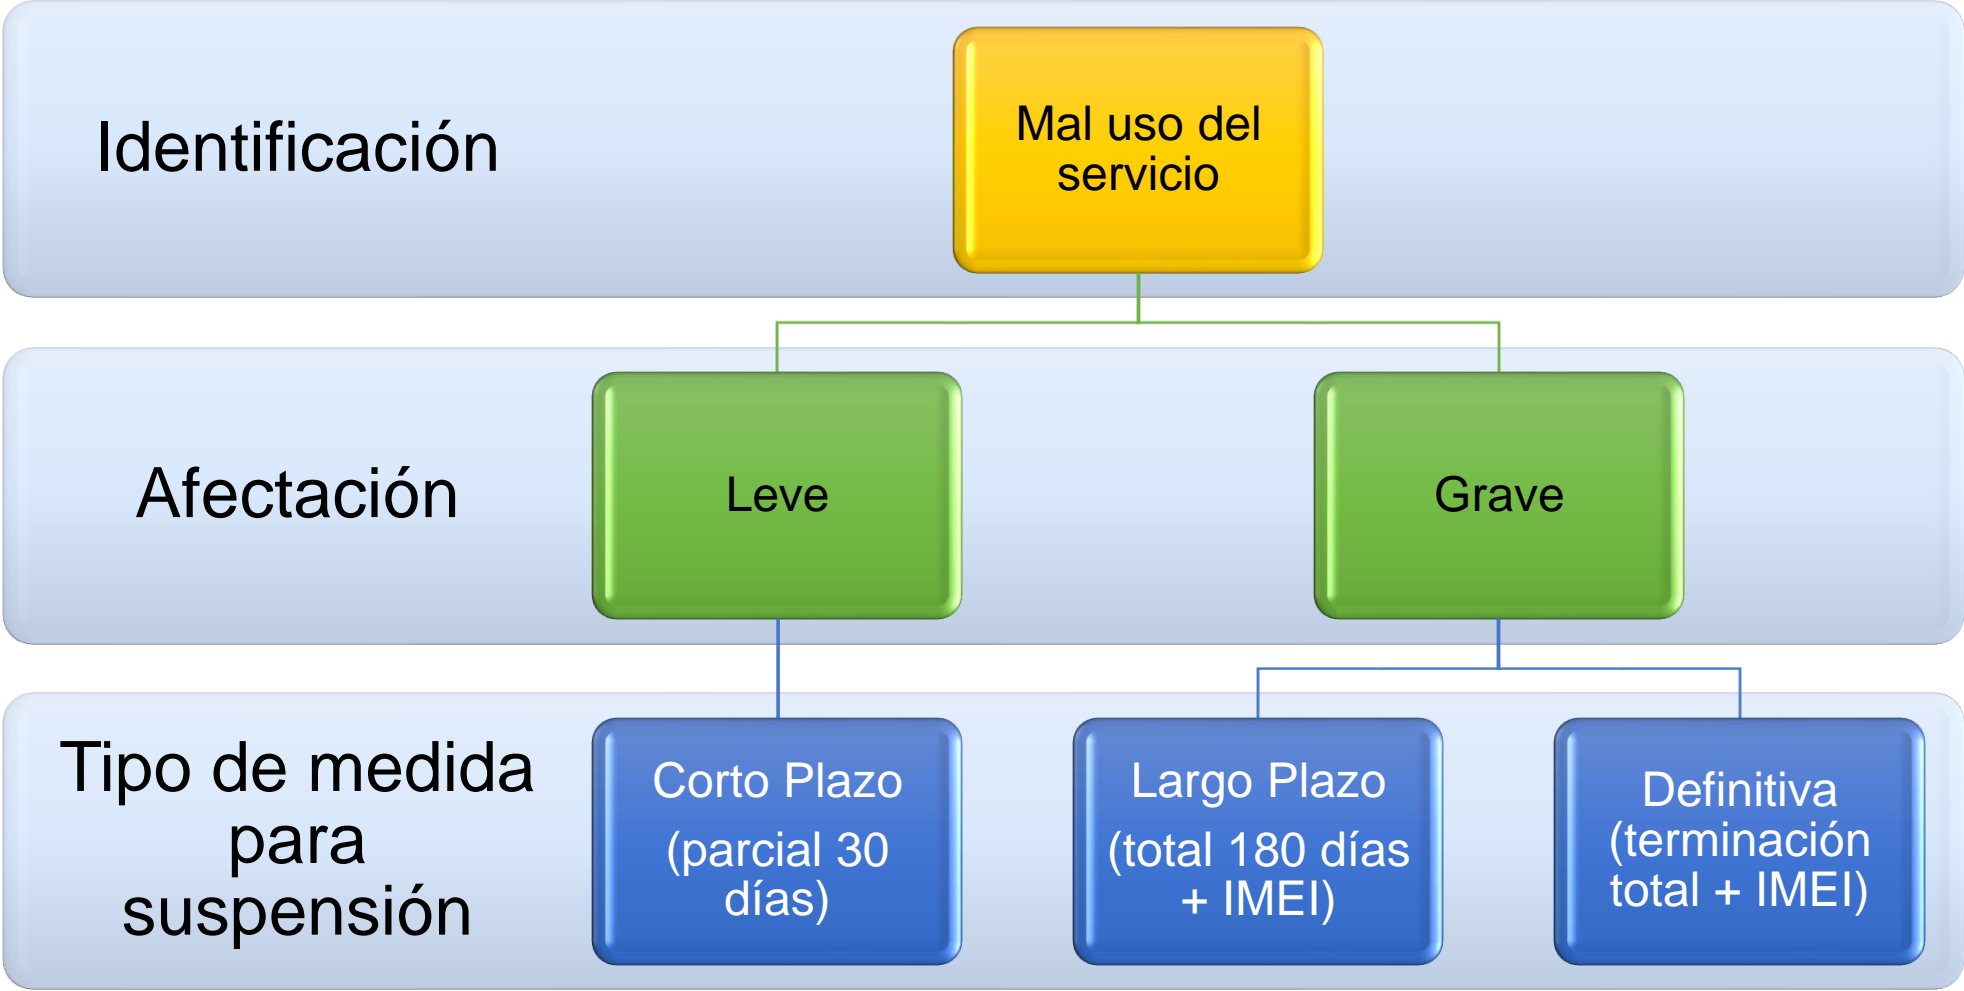 Identificación
Mal uso del
servicio
Afectación
Leve
Grave
Tipo de medida
para
suspensión
Corto Plazo
(parcial 30
días)
Largo Plazo
(total 180 días
+ IMEI)
Definitiva
(terminación
total + IMEI)